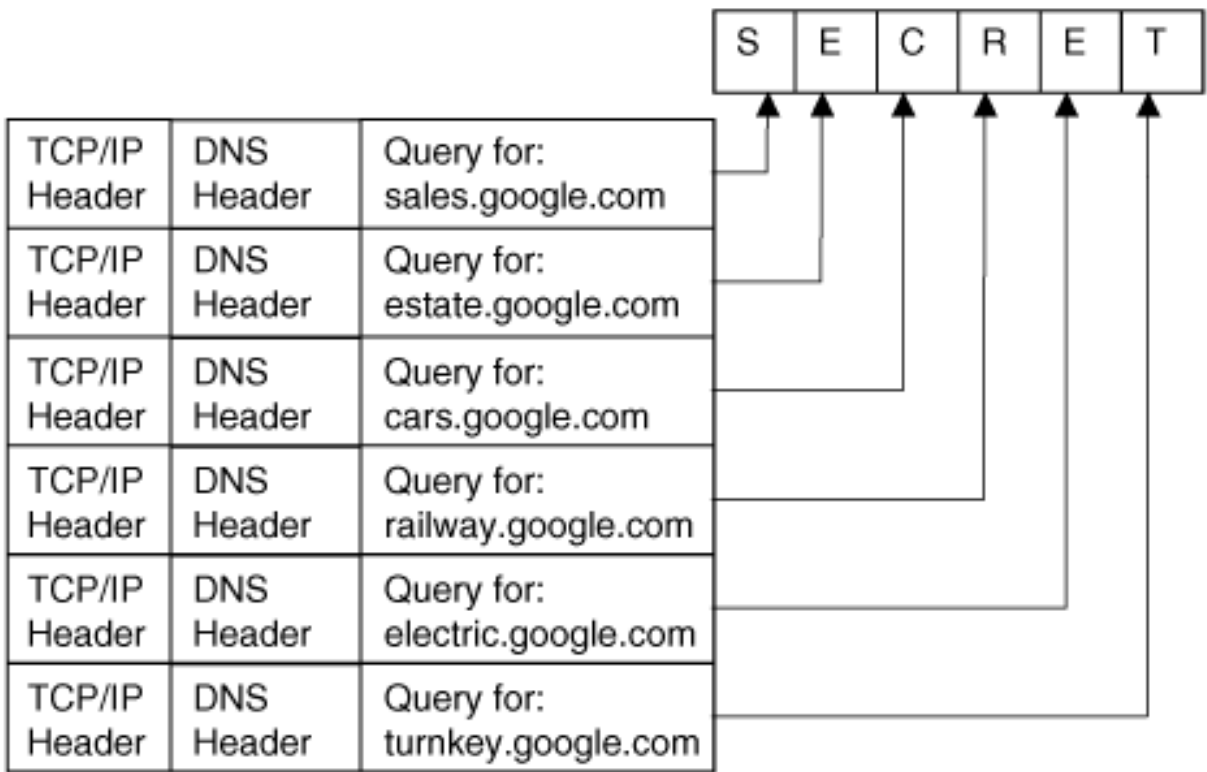 S E C R E T
TCP/IP Header DNS Header Query for: sales.google.com
TCP/IP Header DNS Header Query for: estate.google.com
TCP/IP Header DNS Header Query for: cars.google.com
TCP/IP Header DNS Header Query for: railway.google.com
TCP/IP Header DNS Header Query for: electric.google.com
TCP/IP Header DNS Header Query for: turnkey.google.com